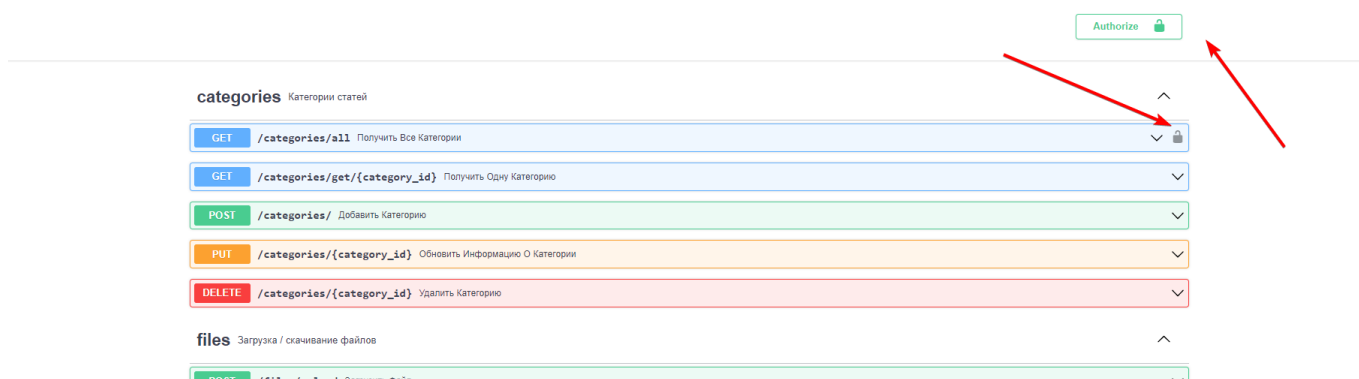 Authorize
categories Категории статей
GET /categories/all Получить Все Категории
GET /categories/get/{category_id} Получить Одну Категорию
POST /categories/ Добавить Категорию
PUT /categories/{category_id} Обновить Информацию О Категории
DELETE /categories/{category_id} Удалить Категорию
files Загрузка / скачивание файлов